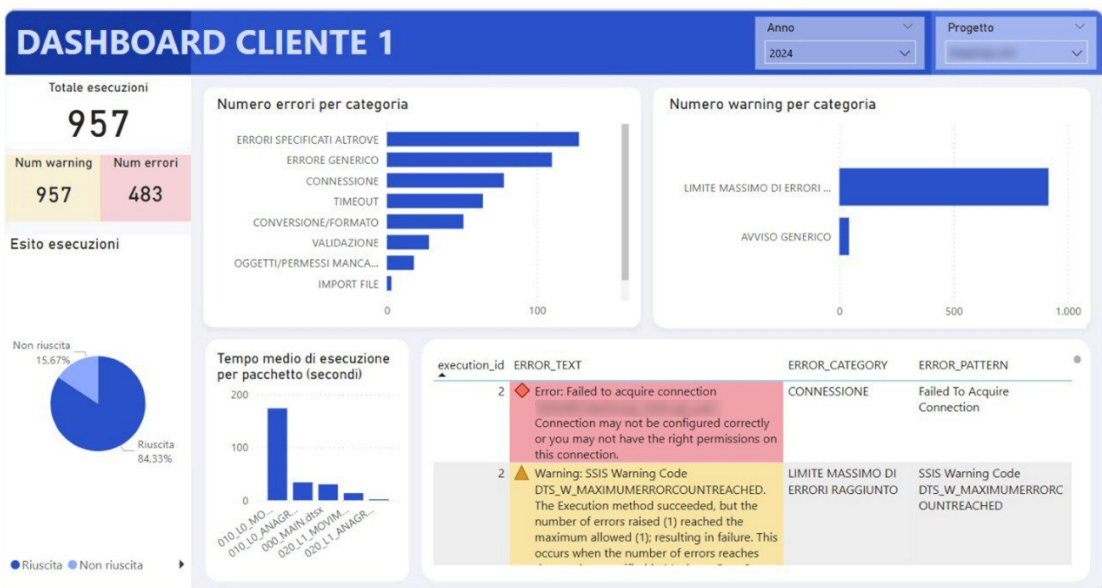 DASHBOARD CLIENTE 1
Anno
2024
Progetto
Totale esecuzioni
957
Num warning
957
Num errori
483
Esito esecuzioni
Non riuscita
15.67%
Riuscita
84.33%
Riuscita
Non riuscita
Numero errori per categoria
ERRORI SPECIFICATI ALTROVE
ERRORE GENERICO
CONNESSIONE
TIMEOUT
CONVERSIONE/FORMATO
VALIDAZIONE
OGGETTI/PERMESSI MANCA...
IMPORT FILE
0
100
Numero warning per categoria
LIMITE MASSIMO DI ERRORI ...
AVVISO GENERICO
0
500
1.000
Tempo medio di esecuzione
per pacchetto (secondi)
200
100
0
010_L0_MO...
010_L0_ANAGR...
000_MAIN.dtsx
020_L1_MOVIM...
020_L1_ANAGR...
execution_id
ERROR_TEXT
ERROR_CATEGORY
ERROR_PATTERN
2
Error: Failed to acquire connection
Connection may not be configured correctly
or you may not have the right permissions on
this connection.
CONNESSIONE
Failed To Acquire
Connection
2
Warning: SSIS Warning Code
DTS_W_MAXIMUMERRORCOUNTREACHED.
The Execution method succeeded, but the
number of errors raised (1) reached the
maximum allowed (1); resulting in failure. This
occurs when the number of errors reaches
LIMITE MASSIMO DI
ERRORI RAGGIUNTO
SSIS Warning Code
DTS_W_MAXIMUMERRORC
OUNTREACHED